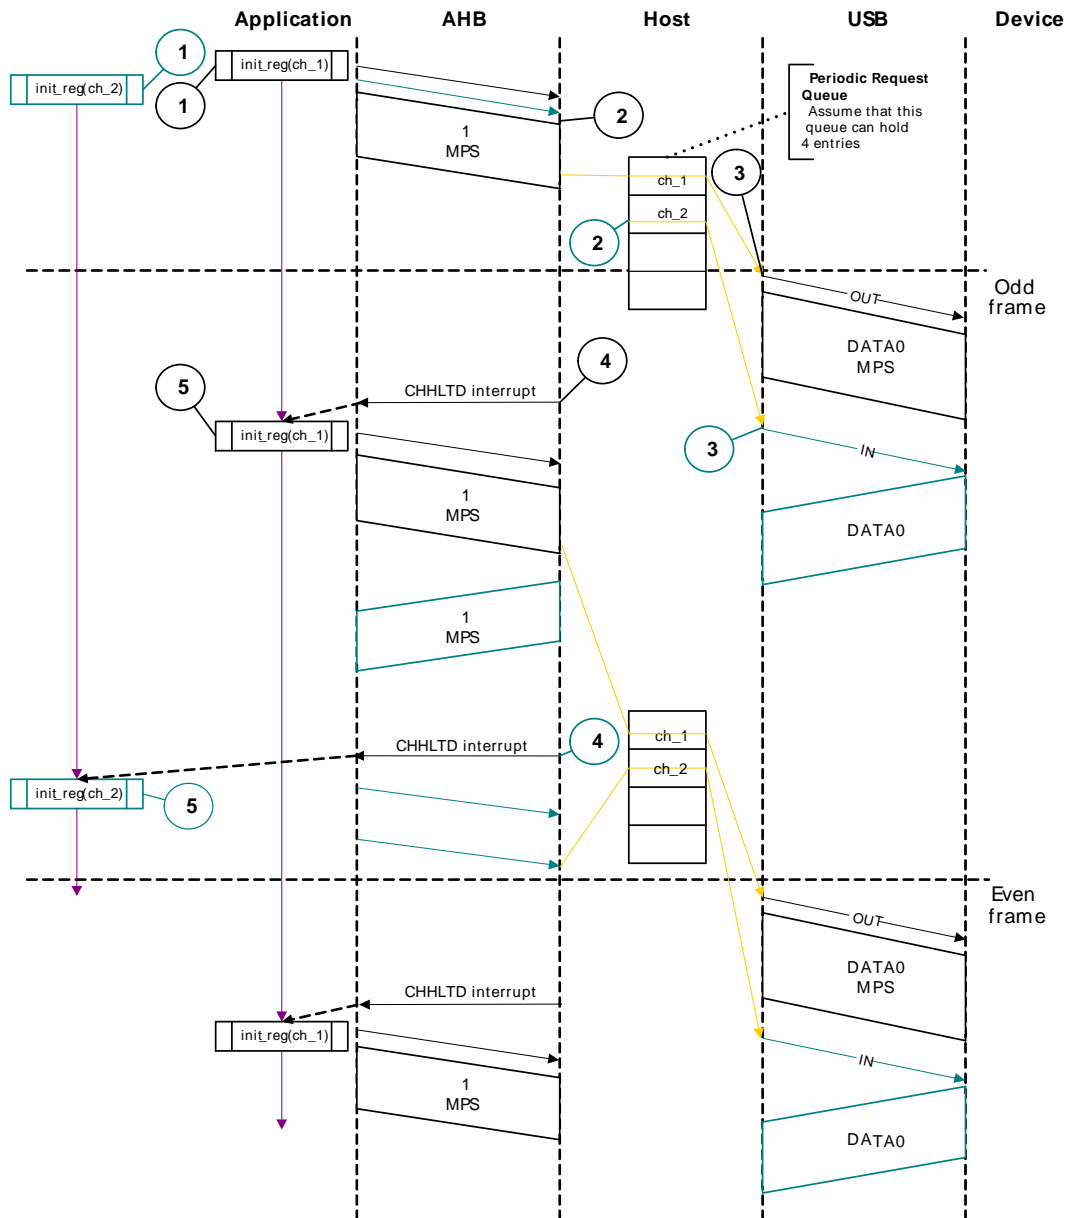 Application AHB Host USB Device
1
init_reg(ch_1)
init_reg(ch_2)
1
Periodic Request
Queue
Assume that this
queue can hold
4 entries
2
1
MPS
3
ch_1
ch_2
2
Odd
frame
OUT
DATA0
MPS
4
5
CHHLTD interrupt
init_reg(ch_1)
3
IN
1
MPS
DATA0
1
MPS
ch_1
4
CHHLTD interrupt
ch_2
init_reg(ch_2)
5
Even
frame
OUT
DATA0
MPS
CHHLTD interrupt
init_reg(ch_1)
IN
1
MPS
DATA0